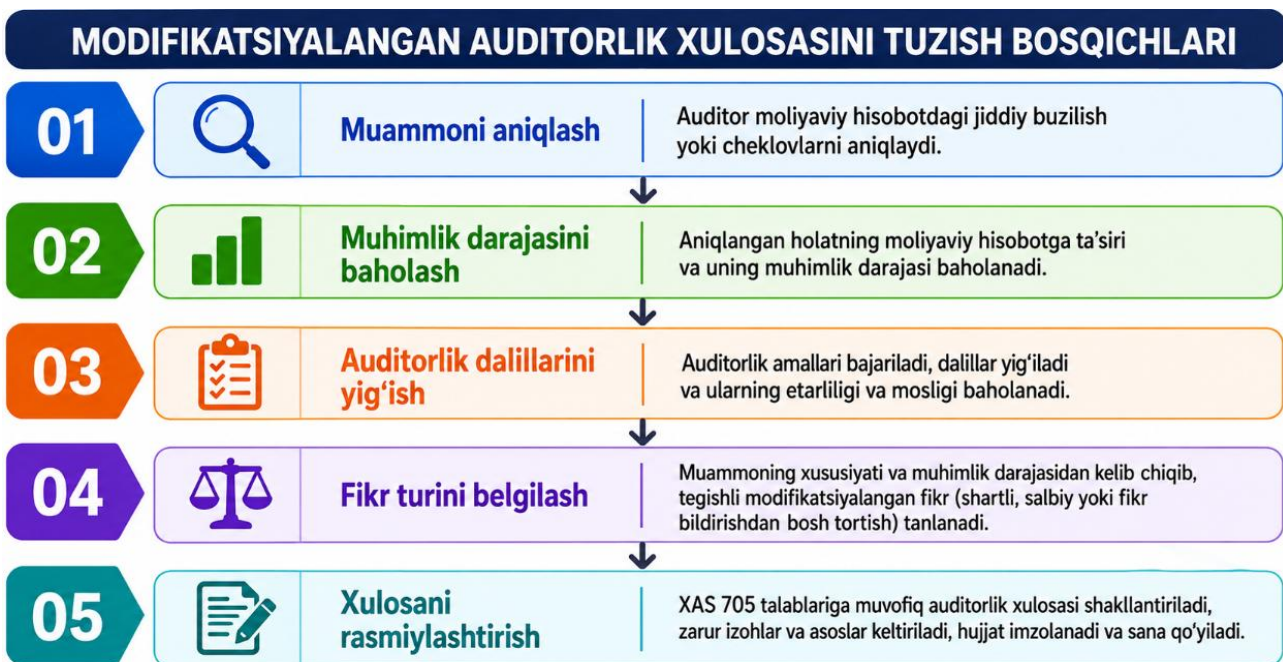 MODIFIKATSIYALANGAN AUDITORLIK XULOSASINI TUZISH BOSQICHLARI
01
Muammoni aniqlash
Auditor moliyaviy hisobotdagi jiddiy buzilish
yoki cheklovlarni aniqlaydi.
02
Muhimlik darajasini
baholash
Aniqlangan holatning moliyaviy hisobotga ta’siri
va uning muhimlik darajasi baholanadi.
03
Auditorlik dalillarini
yig‘ish
Auditorlik amallari bajariladi, dalillar yig‘iladi
va ularning etarliligi va mosligi baholanadi.
04
Fikr turini belgilash
Muammoning xususiyati va muhimlik darajasidan kelib chiqib,
tegishli modifikatsiyalangan fikr (shartli, salbiy yoki fikr
bildirishdan bosh tortish) tanlanadi.
05
Xulosani
rasmiylashtirish
XAS 705 talablariga muvofiq auditorlik xulosasi shakllantiriladi,
zarur izohlar va asoslar keltiriladi, hujjat imzolanadi va sana qo‘yiladi.